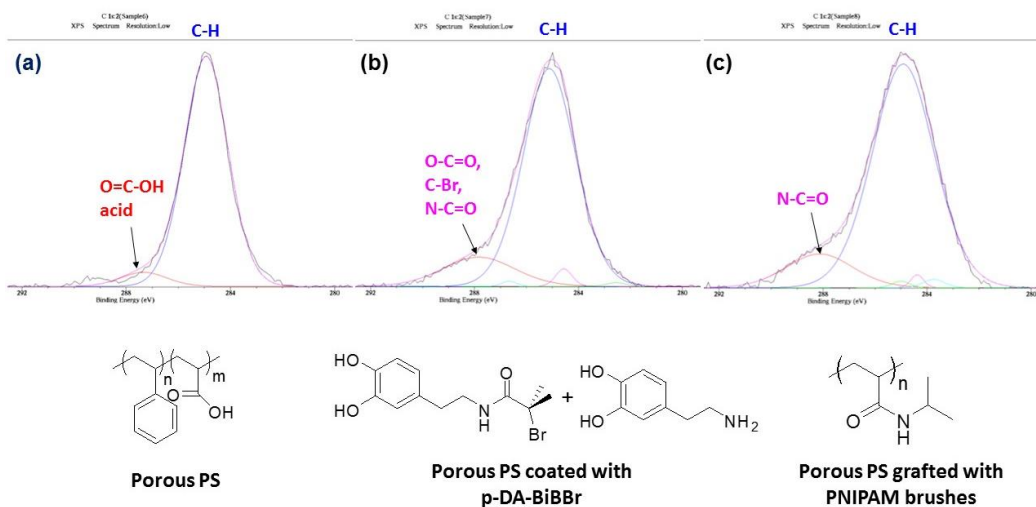 C 1s:2(Sample6)
XPS Spectrum Resolution:Low
C-H
(a)
O=C-OH
acid
292
288
284
280
Binding Energy (eV)
C 1s:2(Sample7)
XPS Spectrum Resolution:Low
C-H
(b)
O-C=O,
C-Br,
N-C=O
292
288
284
280
Binding Energy (eV)
C 1s:2(Sample8)
XPS Spectrum Resolution:Low
C-H
(c)
N-C=O
292
288
284
280
Binding Energy (eV)
n
m
O
OH
Porous PS
HO
HO
O
N
H
Br
+
HO
HO
NH2
Porous PS coated with
p-DA-BiBBr
n
O
N
H
Porous PS grafted with
PNIPAM brushes